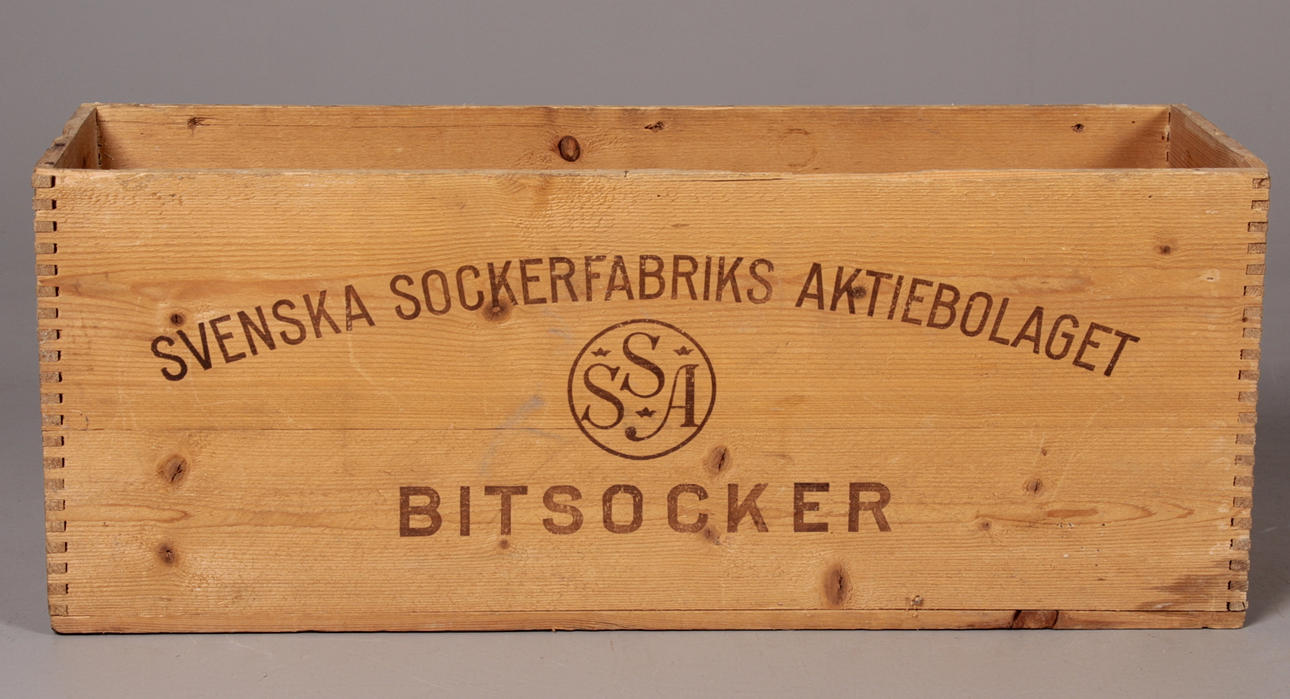 SVENSKA SOCKERFABRIKS AKTIEBOLAGET
SSA
BITSOCKER